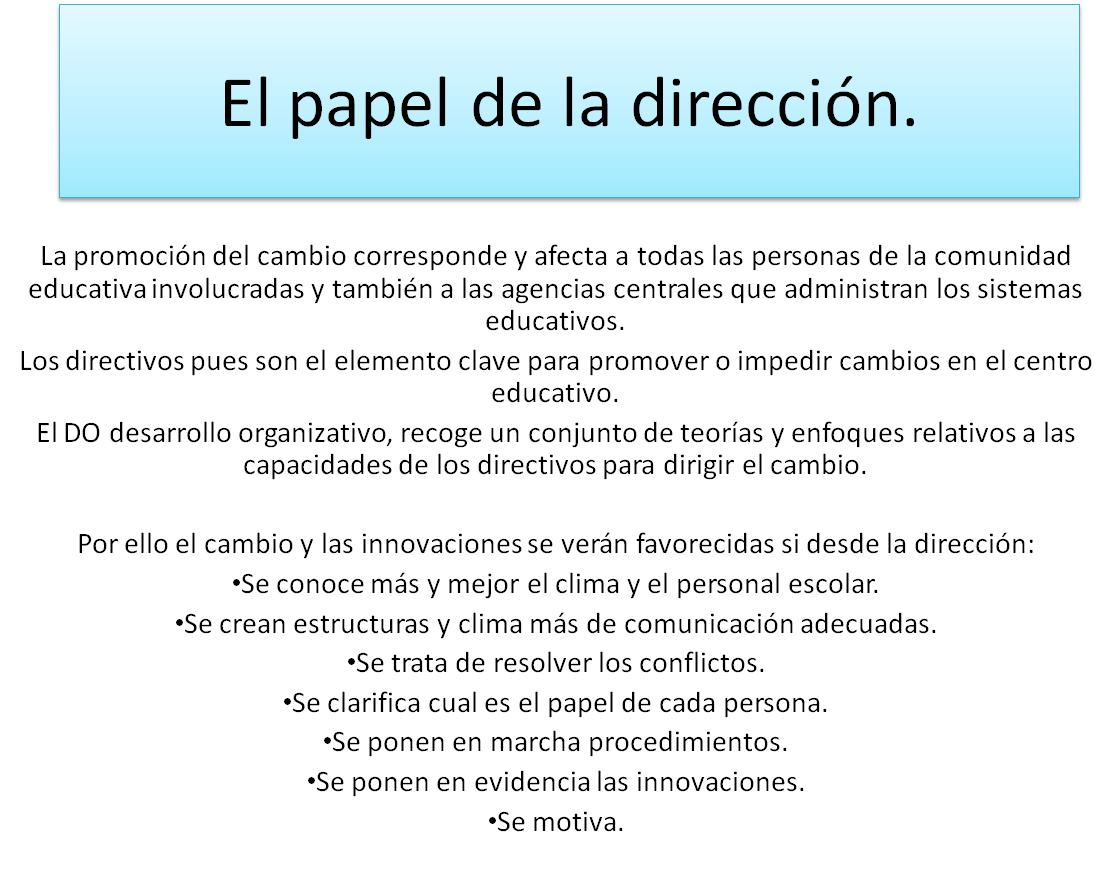 El papel de la dirección.
La promoción del cambio corresponde y afecta a todas las personas de la comunidad
educativa involucradas y también a las agencias centrales que administran los sistemas
educativos.
Los directivos pues son el elemento clave para promover o impedir cambios en el centro
educativo.
El DO desarrollo organizativo, recoge un conjunto de teorías y enfoques relativos a las
capacidades de los directivos para dirigir el cambio.
Por ello el cambio y las innovaciones se verán favorecidas si desde la dirección:
•Se conoce más y mejor el clima y el personal escolar.
•Se crean estructuras y clima más de comunicación adecuadas.
•Se trata de resolver los conflictos.
•Se clarifica cual es el papel de cada persona.
•Se ponen en marcha procedimientos.
•Se ponen en evidencia las innovaciones.
•Se motiva.